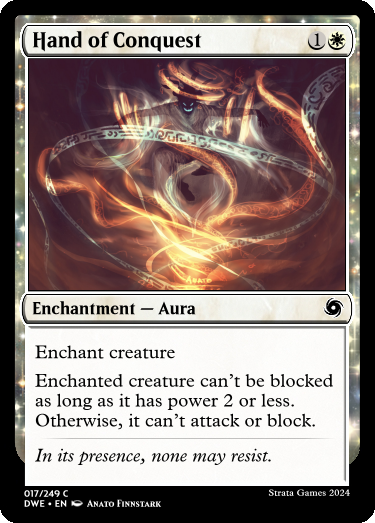 Hand of Conquest 1
ANATO
Enchantment — Aura
Enchant creature
Enchanted creature can't be blocked
as long as it has power 2 or less.
Otherwise, it can't attack or block.
In its presence, none may resist.
017/249 C
DWE • EN Anato Finnstark
Strata Games 2024